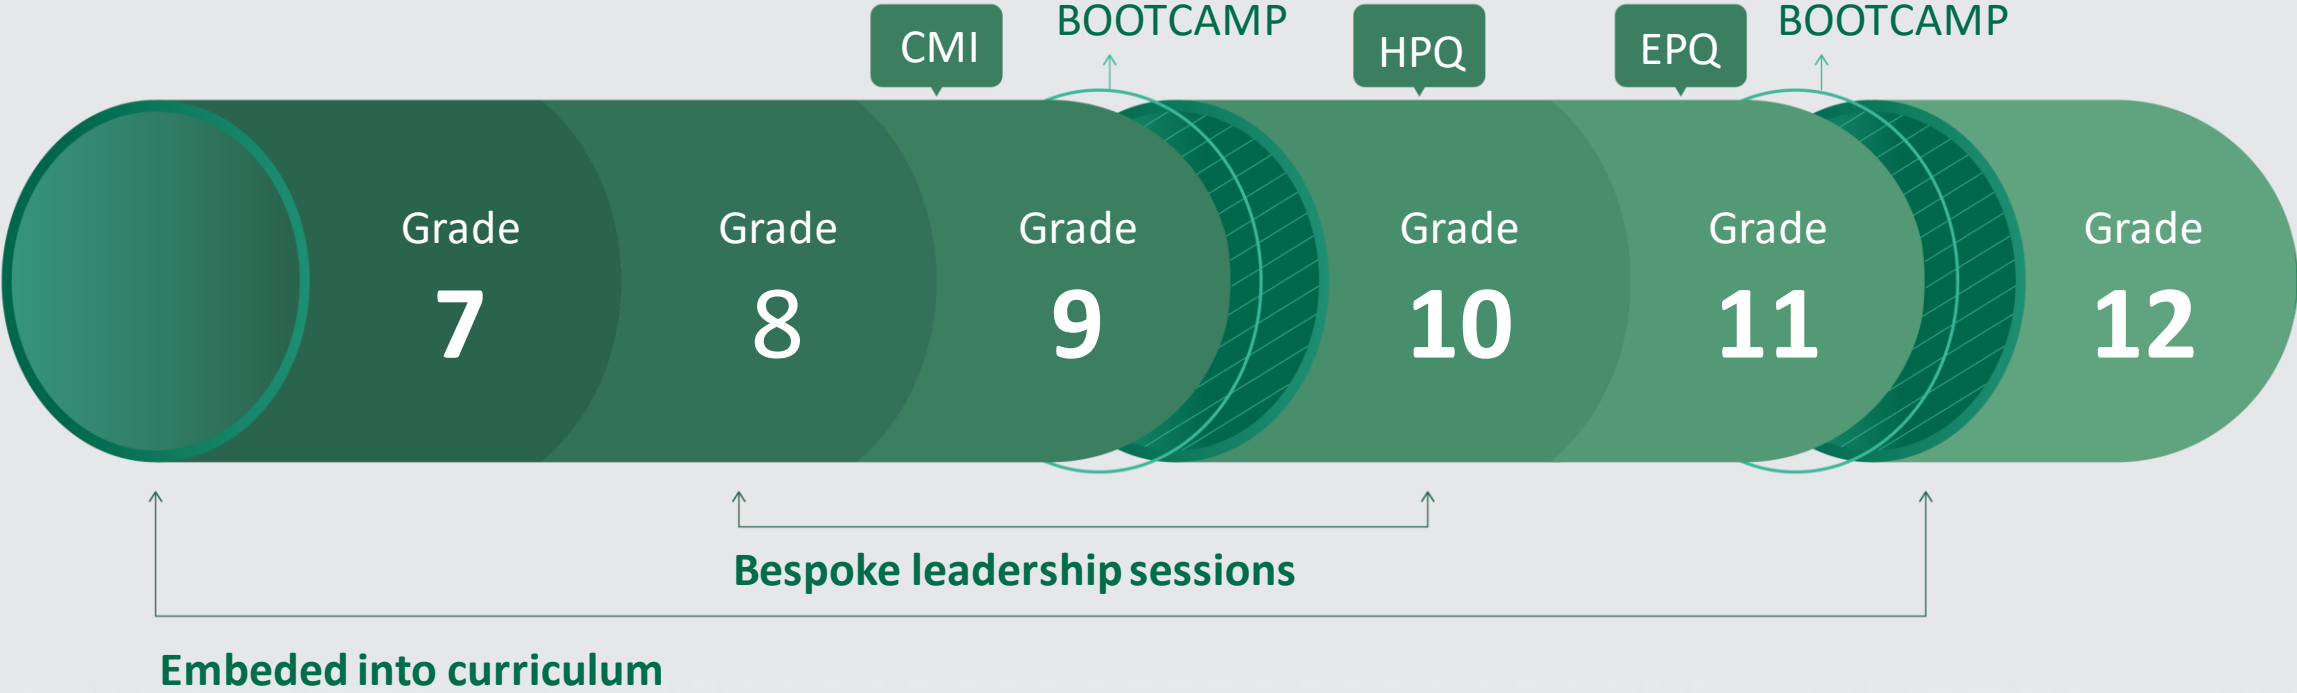 CMI
BOOTCAMP
HPQ
EPQ
BOOTCAMP
Grade
7
Grade
8
Grade
9
Grade
10
Grade
11
Grade
12
Bespoke leadership sessions
Embeded into curriculum